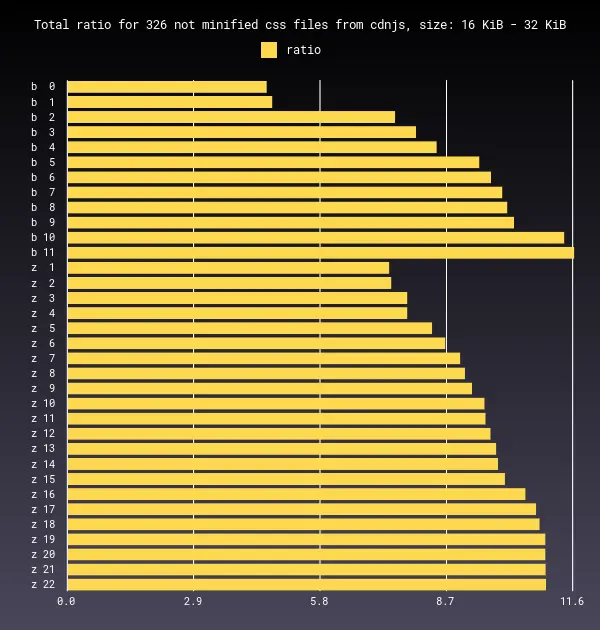 Total ratio for 326 not minified css files from cdnjs, size: 16 KiB - 32 KiB
ratio
b 0
b 1
b 2
b 3
b 4
b 5
b 6
b 7
b 8
b 9
b 10
b 11
z 1
z 2
z 3
z 4
z 5
z 6
z 7
z 8
z 9
z 10
z 11
z 12
z 13
z 14
z 15
z 16
z 17
z 18
z 19
z 20
z 21
z 22
0.0 2.9 5.8 8.7 11.6